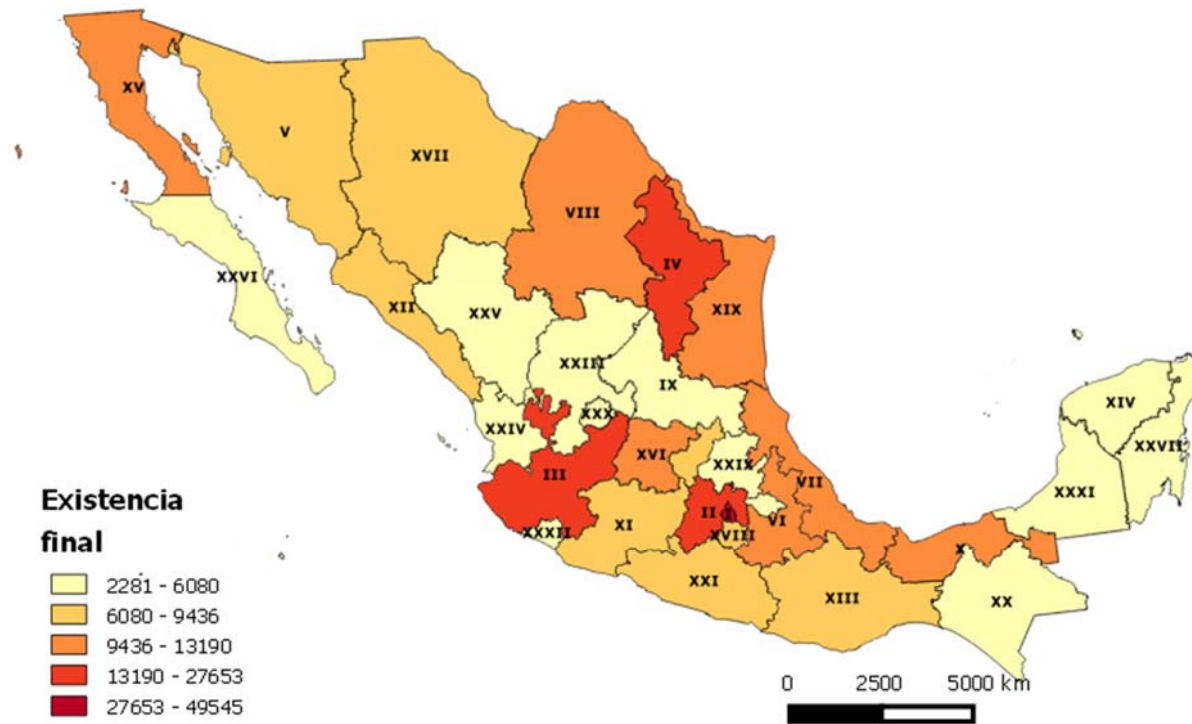 XV
V
XVII
VIII
IV
XXVI
XII
XXV
XIX
XXIII
IX
XXX
XXIV
XIV
XXVII
XVI
XXIX
III
VII
XXXI
II
I
VI
XXXII
XI
XVIII
X
XXI
XIII
XX
Existencia
final
2281 - 6080
6080 - 9436
9436 - 13190
13190 - 27653
27653 - 49545
0 2500 5000 km